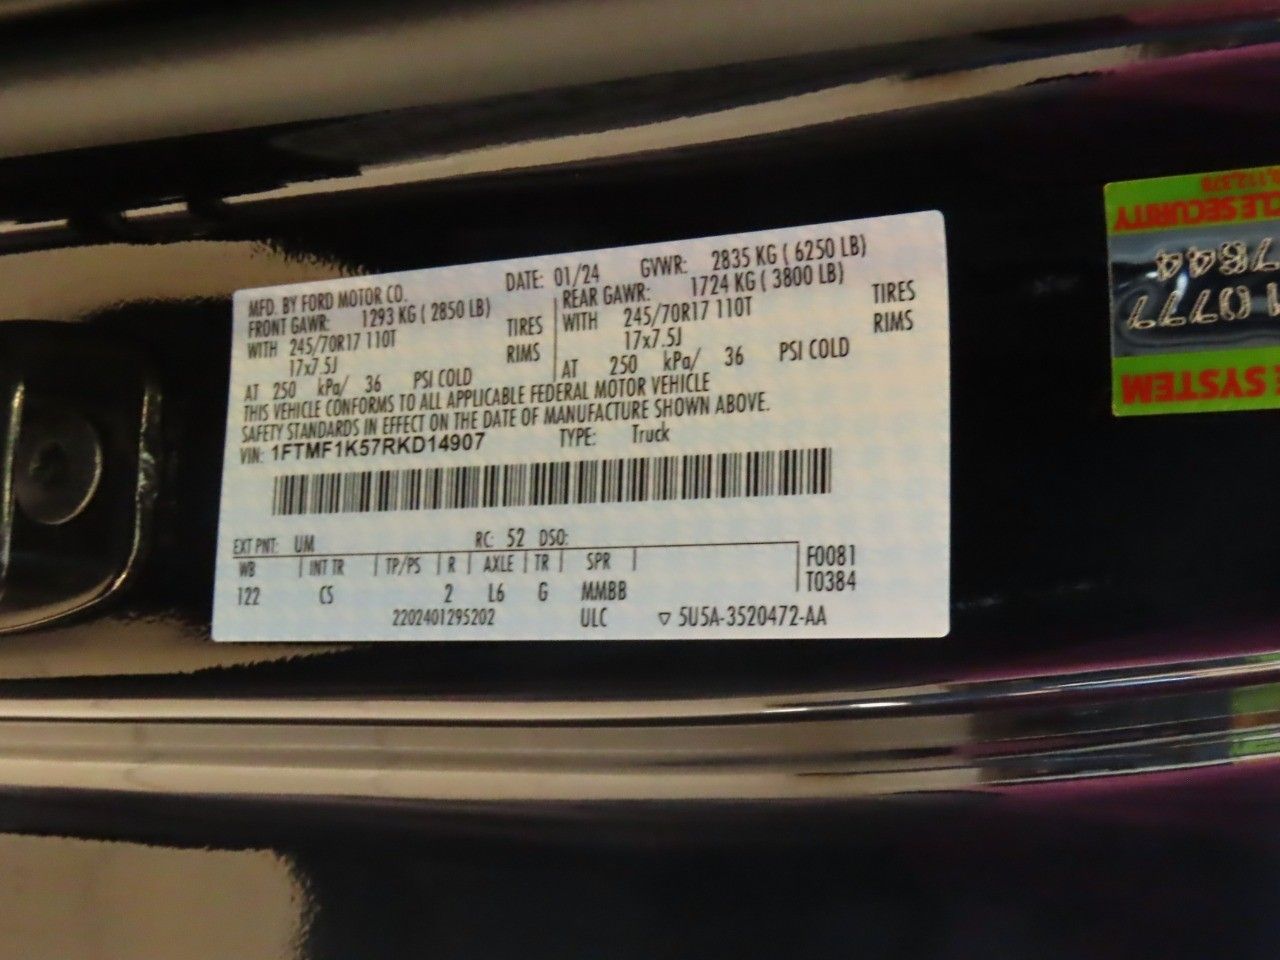 MFD. BY FORD MOTOR CO. DATE: 01/24 GVWR: 2835 KG ( 6250 LB)
FRONT GAWR: 1293 KG ( 2850 LB) REAR GAWR: 1724 KG ( 3800 LB)
WITH 245/70R17 110T TIRES WITH 245/70R17 110T TIRES
17x7.5J RIMS 17x7.5J RIMS
AT 250 kPa/ 36 PSI COLD AT 250 kPa/ 36 PSI COLD
THIS VEHICLE CONFORMS TO ALL APPLICABLE FEDERAL MOTOR VEHICLE
SAFETY STANDARDS IN EFFECT ON THE DATE OF MANUFACTURE SHOWN ABOVE.
VIN: 1FTMF1K57RKD14907 TYPE: Truck
EXT PNT: UM RC: 52 DSO:
WB INT TR TP/PS R AXLE TR SPR F0081
122 CS 2 L6 G MMBB T0384
2202401295202 ULC ▽ 5U5A-3520472-AA
E SYSTEM
10777
7644
CLE SECURITY